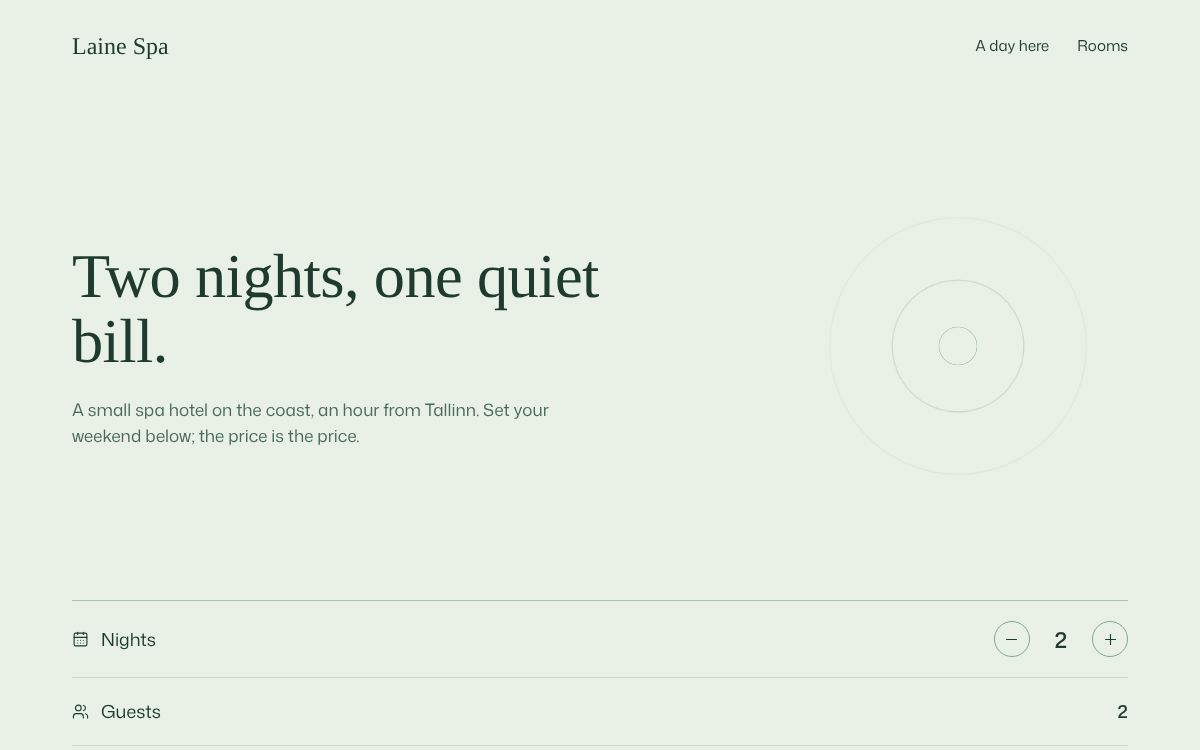 Laine Spa
A day here
Rooms
Two nights, one quiet
bill.
A small spa hotel on the coast, an hour from Tallinn. Set your
weekend below; the price is the price.
Nights
2
Guests
2